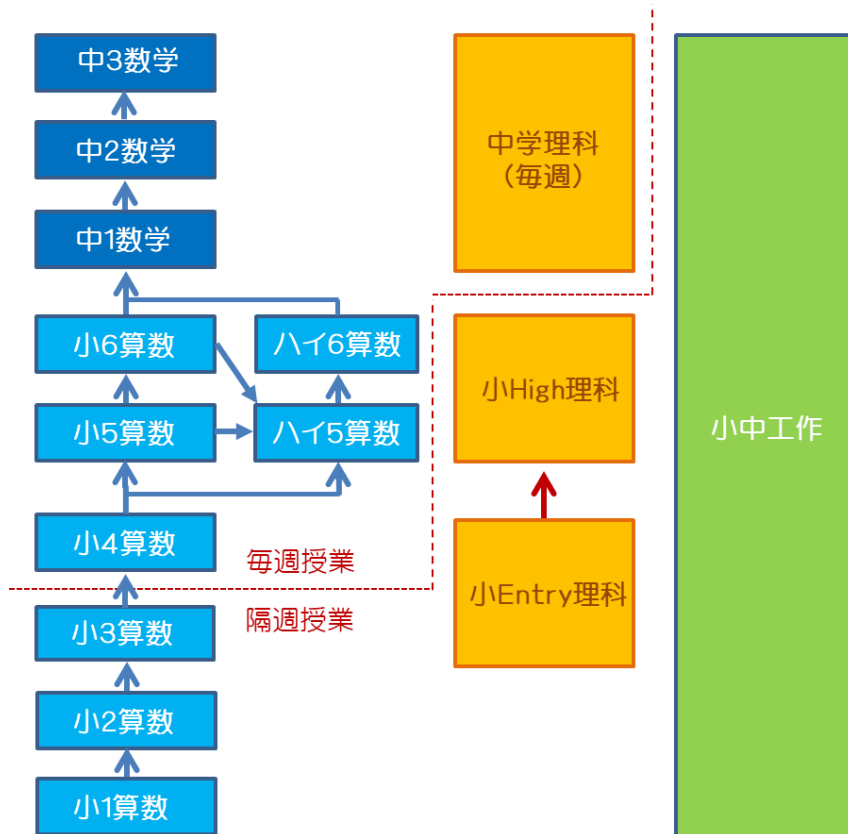 中3数学
中2数学
中1数学
小6算数
ハイ6算数
小5算数
ハイ5算数
小4算数
毎週授業
隔週授業
小3算数
小2算数
小1算数
中学理科
（毎週）
小High理科
小Entry理科
小中工作